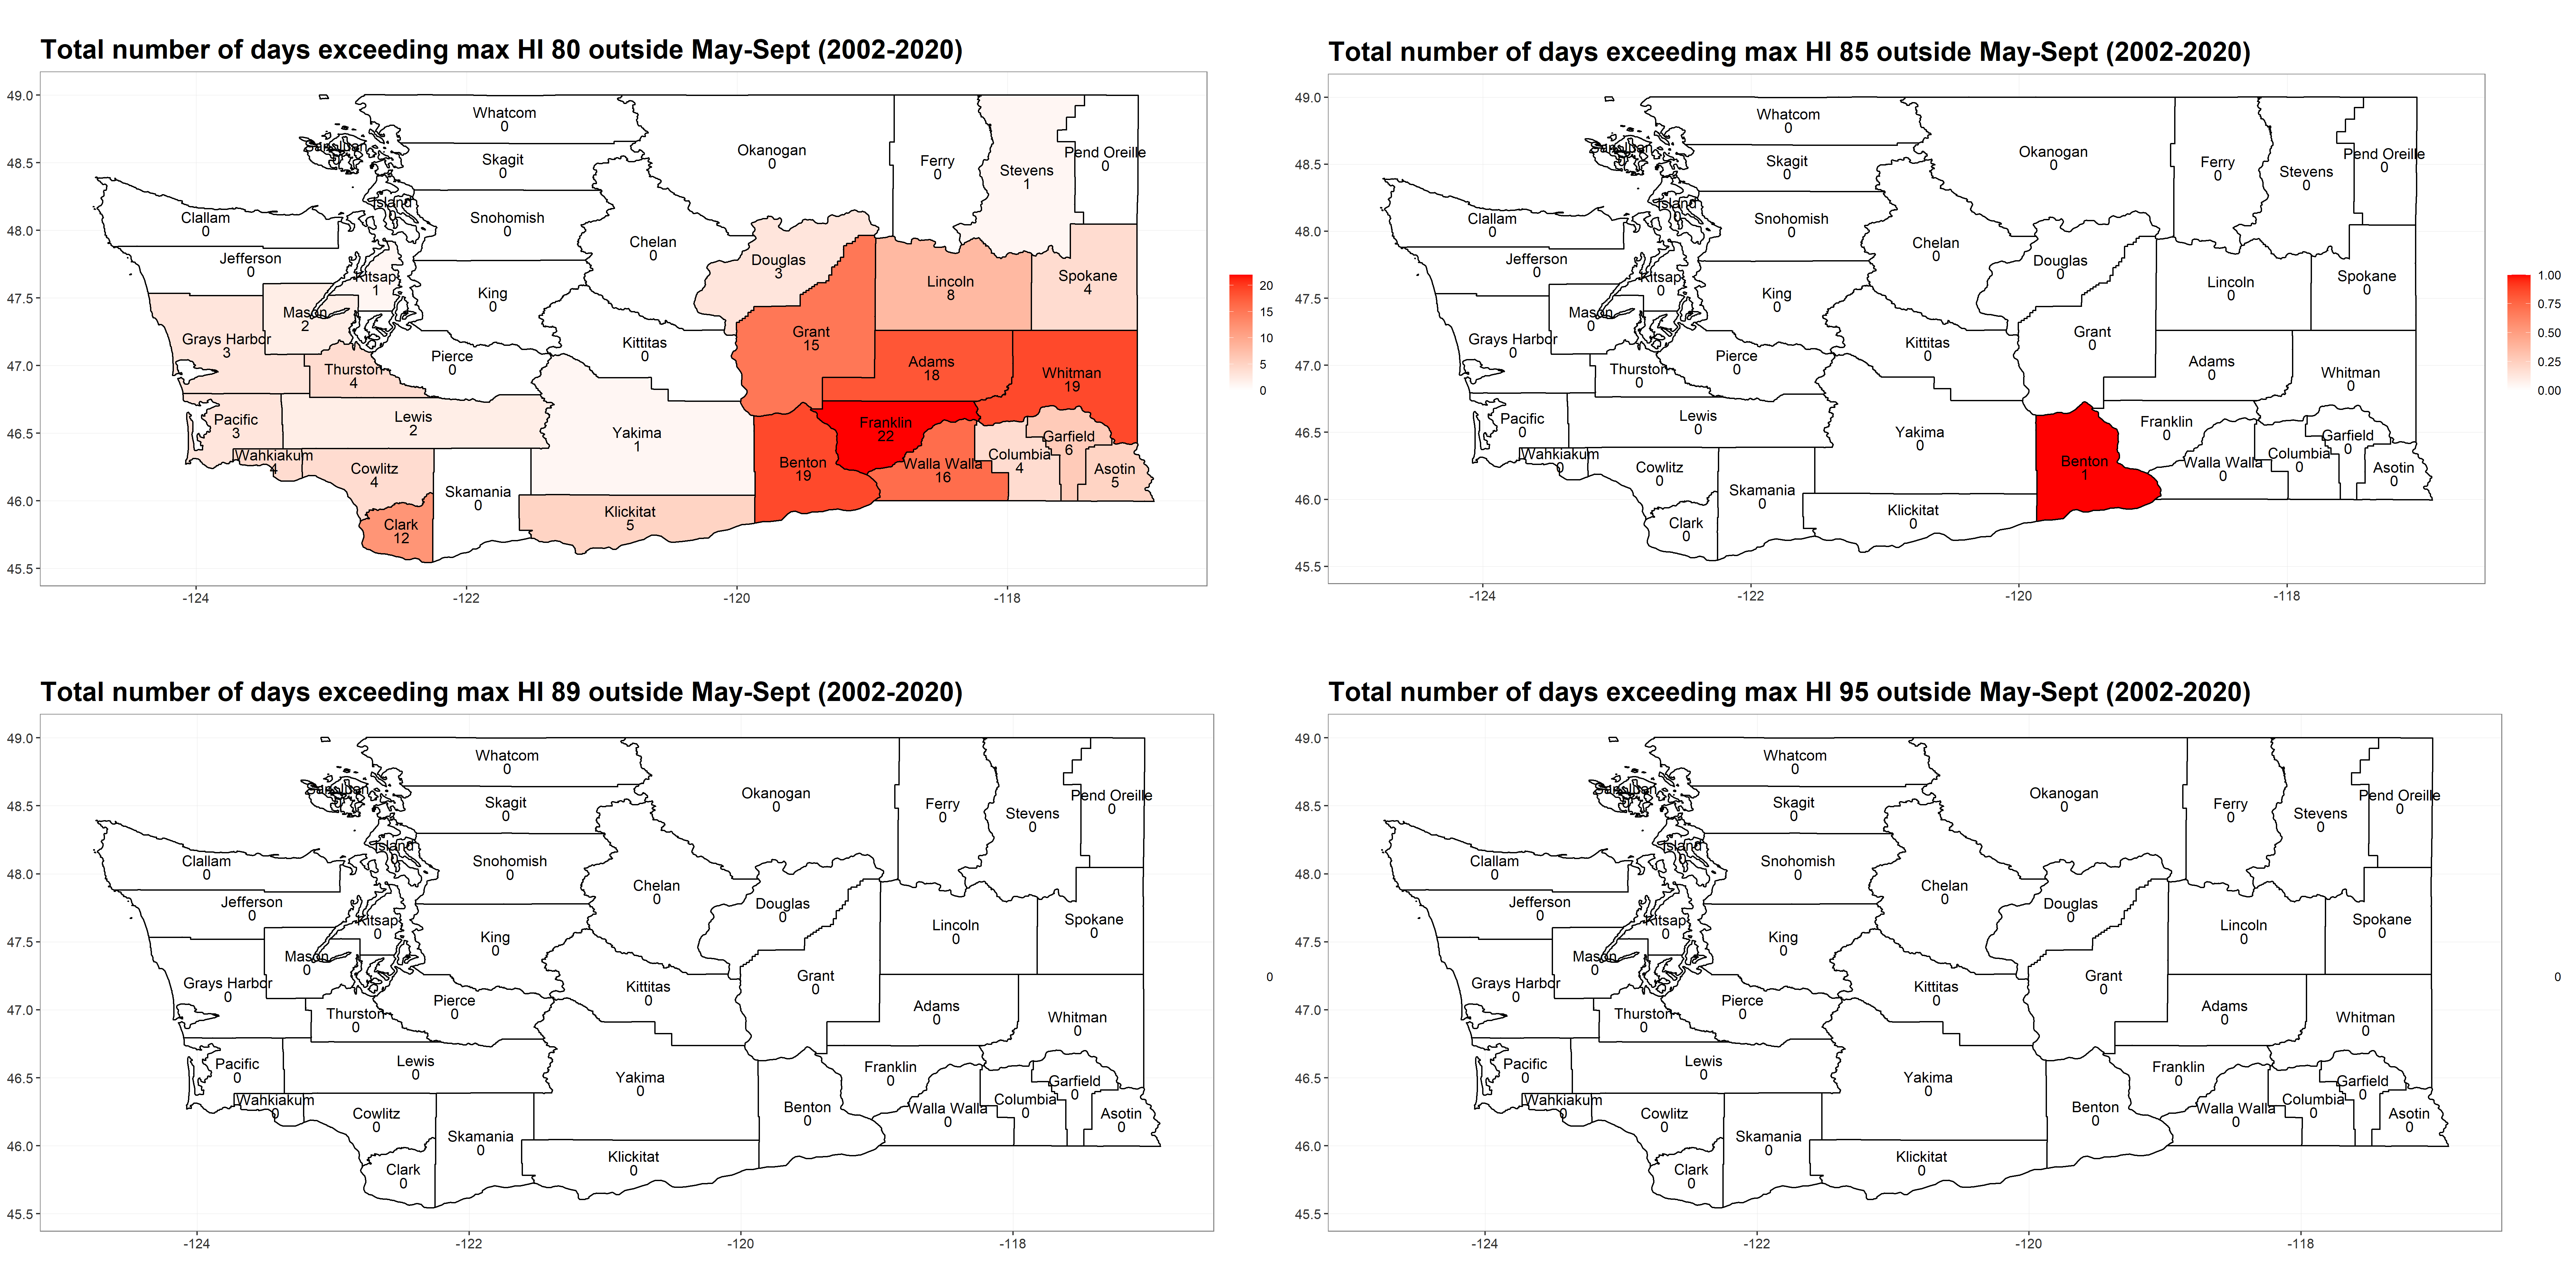 Total number of days exceeding max HI 80 outside May-Sept (2002-2020)
49.0
48.5
48.0
47.5
47.0
46.5
46.0
45.5
-124
-122
-120
-118
Whatcom
0
Skagit
0
Okanogan
0
Ferry
0
Stevens
1
Pend Oreille
0
San Juan
Island
0
Clallam
0
Snohomish
0
Chelan
0
Jefferson
0
Kitsap
1
Douglas
3
Lincoln
8
Spokane
4
King
0
Mason
2
Grays Harbor
3
Grant
15
Kittitas
0
Pierce
0
Adams
18
Whitman
19
Thurston
4
Pacific
3
Lewis
2
Yakima
1
Franklin
22
Garfield
6
Wahkiakum
4
Cowlitz
4
Benton
19
Walla Walla
16
Columbia
4
Asotin
5
Skamania
0
Clark
12
Klickitat
5
20
15
10
5
0
Total number of days exceeding max HI 85 outside May-Sept (2002-2020)
49.0
48.5
48.0
47.5
47.0
46.5
46.0
45.5
-124
-122
-120
-118
Whatcom
0
Skagit
0
Okanogan
0
Ferry
0
Stevens
0
Pend Oreille
0
San Juan
Island
0
Clallam
0
Snohomish
0
Chelan
0
Jefferson
0
Kitsap
0
Douglas
0
Lincoln
0
Spokane
0
King
0
Mason
0
Grays Harbor
0
Grant
0
Kittitas
0
Pierce
0
Adams
0
Whitman
0
Thurston
0
Pacific
0
Lewis
0
Yakima
0
Franklin
0
Garfield
0
Wahkiakum
0
Cowlitz
0
Benton
1
Walla Walla
0
Columbia
0
Asotin
0
Skamania
0
Clark
0
Klickitat
0
1.00
0.75
0.50
0.25
0.00
Total number of days exceeding max HI 89 outside May-Sept (2002-2020)
49.0
48.5
48.0
47.5
47.0
46.5
46.0
45.5
-124
-122
-120
-118
Whatcom
0
Skagit
0
Okanogan
0
Ferry
0
Stevens
0
Pend Oreille
0
San Juan
Island
0
Clallam
0
Snohomish
0
Chelan
0
Jefferson
0
Kitsap
0
Douglas
0
Lincoln
0
Spokane
0
King
0
Mason
0
Grays Harbor
0
Grant
0
Kittitas
0
Pierce
0
Adams
0
Whitman
0
Thurston
0
Pacific
0
Lewis
0
Yakima
0
Franklin
0
Garfield
0
Wahkiakum
0
Cowlitz
0
Benton
0
Walla Walla
0
Columbia
0
Asotin
0
Skamania
0
Clark
0
Klickitat
0
0
Total number of days exceeding max HI 95 outside May-Sept (2002-2020)
49.0
48.5
48.0
47.5
47.0
46.5
46.0
45.5
-124
-122
-120
-118
Whatcom
0
Skagit
0
Okanogan
0
Ferry
0
Stevens
0
Pend Oreille
0
San Juan
Island
0
Clallam
0
Snohomish
0
Chelan
0
Jefferson
0
Kitsap
0
Douglas
0
Lincoln
0
Spokane
0
King
0
Mason
0
Grays Harbor
0
Grant
0
Kittitas
0
Pierce
0
Adams
0
Whitman
0
Thurston
0
Pacific
0
Lewis
0
Yakima
0
Franklin
0
Garfield
0
Wahkiakum
0
Cowlitz
0
Benton
0
Walla Walla
0
Columbia
0
Asotin
0
Skamania
0
Clark
0
Klickitat
0
0